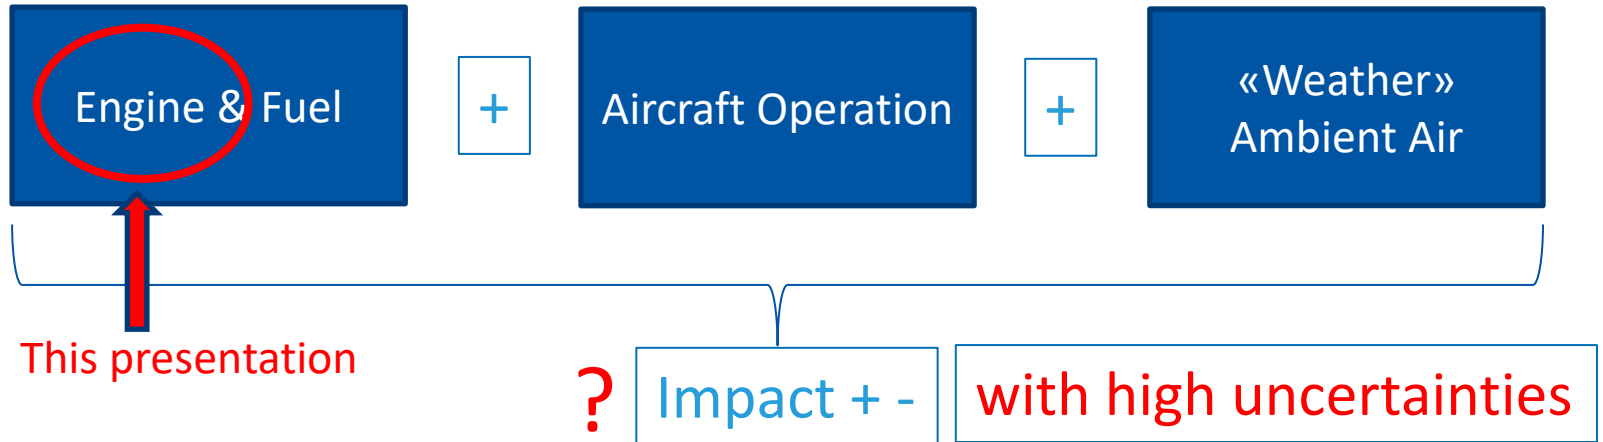 Engine & Fuel
+
Aircraft Operation
+
«Weather»
Ambient Air
This presentation
?
Impact + -
with high uncertainties